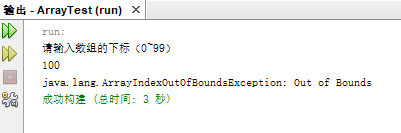 输出 - ArrayTest (run) ×
run:
请输入数组的下标（0~99）
100
java.lang.ArrayIndexOutOfBoundsException: Out of Bounds
成功构建 (总时间: 3 秒)